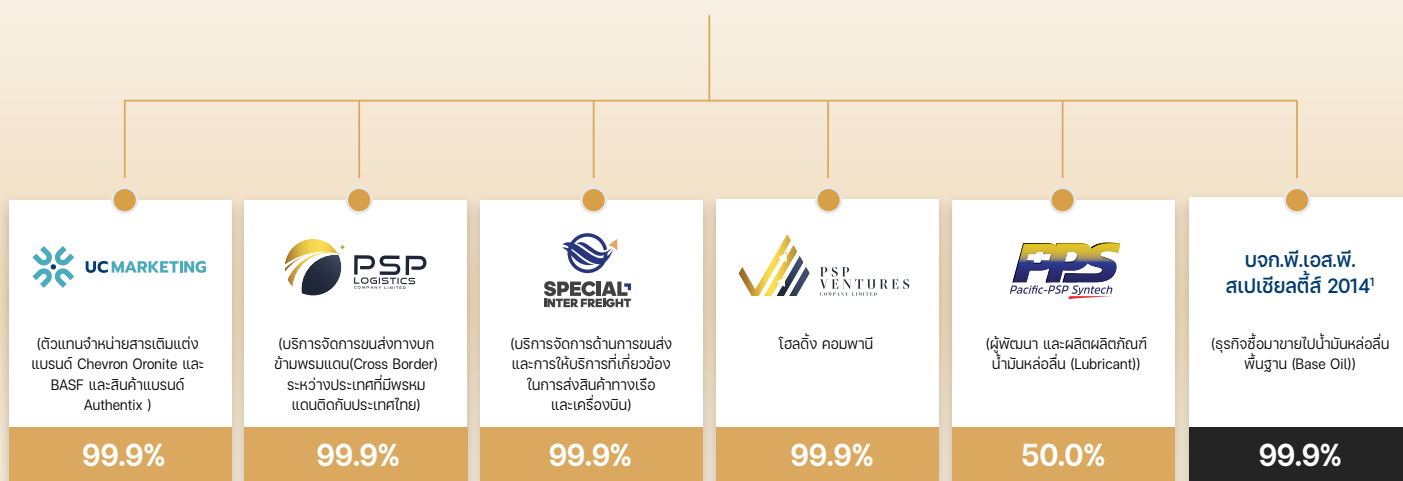 UC MARKETING
(ตัวแทนจำหน่ายสารเติมแต่ง
แบรนด์ Chevron Oronite และ
BASF และสินค้าแบรนด์
Authentix )
99.9%
PSP
LOGISTICS
COMPANY LIMITED
(บริการจัดการขนส่งทางบก
ข้ามพรมแดน(Cross Border)
ระหว่างประเทศที่มีพรหม
แดนติดกับประเทศไทย)
99.9%
SPECIAL
INTER FREIGHT
(บริการจัดการด้านการขนส่ง
และการให้บริการที่เกี่ยวข้อง
ในการส่งสินค้าทางเรือ
และเครื่องบิน)
99.9%
PSP
VENTURES
COMPANY LIMITED
โฮลดิ้ง คอมพานี
99.9%
PPS
Pacific-PSP Syntech
(ผู้พัฒนา และผลิตผลิตภัณฑ์
น้ำมันหล่อลื่น (Lubricant))
50.0%
บจก.พี.เอส.พี.
สเปเชียลตี้ส์ 2014¹
(ธุรกิจซื้อมาขายไปน้ำมันหล่อลื่น
พื้นฐาน (Base Oil))
99.9%